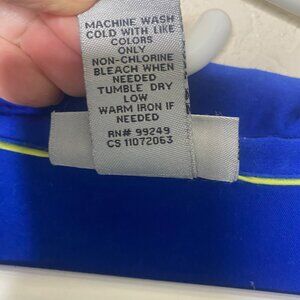 MACHINE WASH
COLD WITH LIKE
COLORS
ONLY
NON-CHLORINE
BLEACH WHEN
NEEDED
TUMBLE DRY
LOW
WARM IRON IF
NEEDED
RN# 99249
CS 11072063